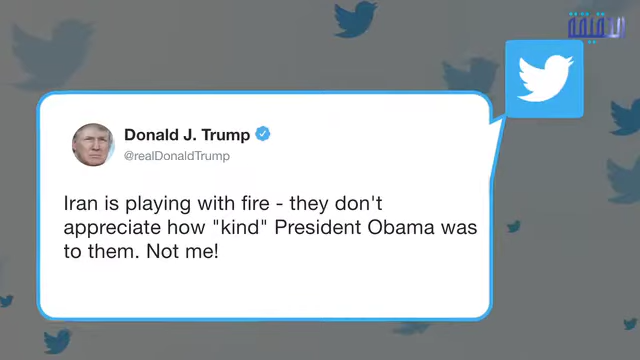 الحقيقة
Donald J. Trump
@realDonaldTrump
Iran is playing with fire - they don't
appreciate how "kind" President Obama was
to them. Not me!